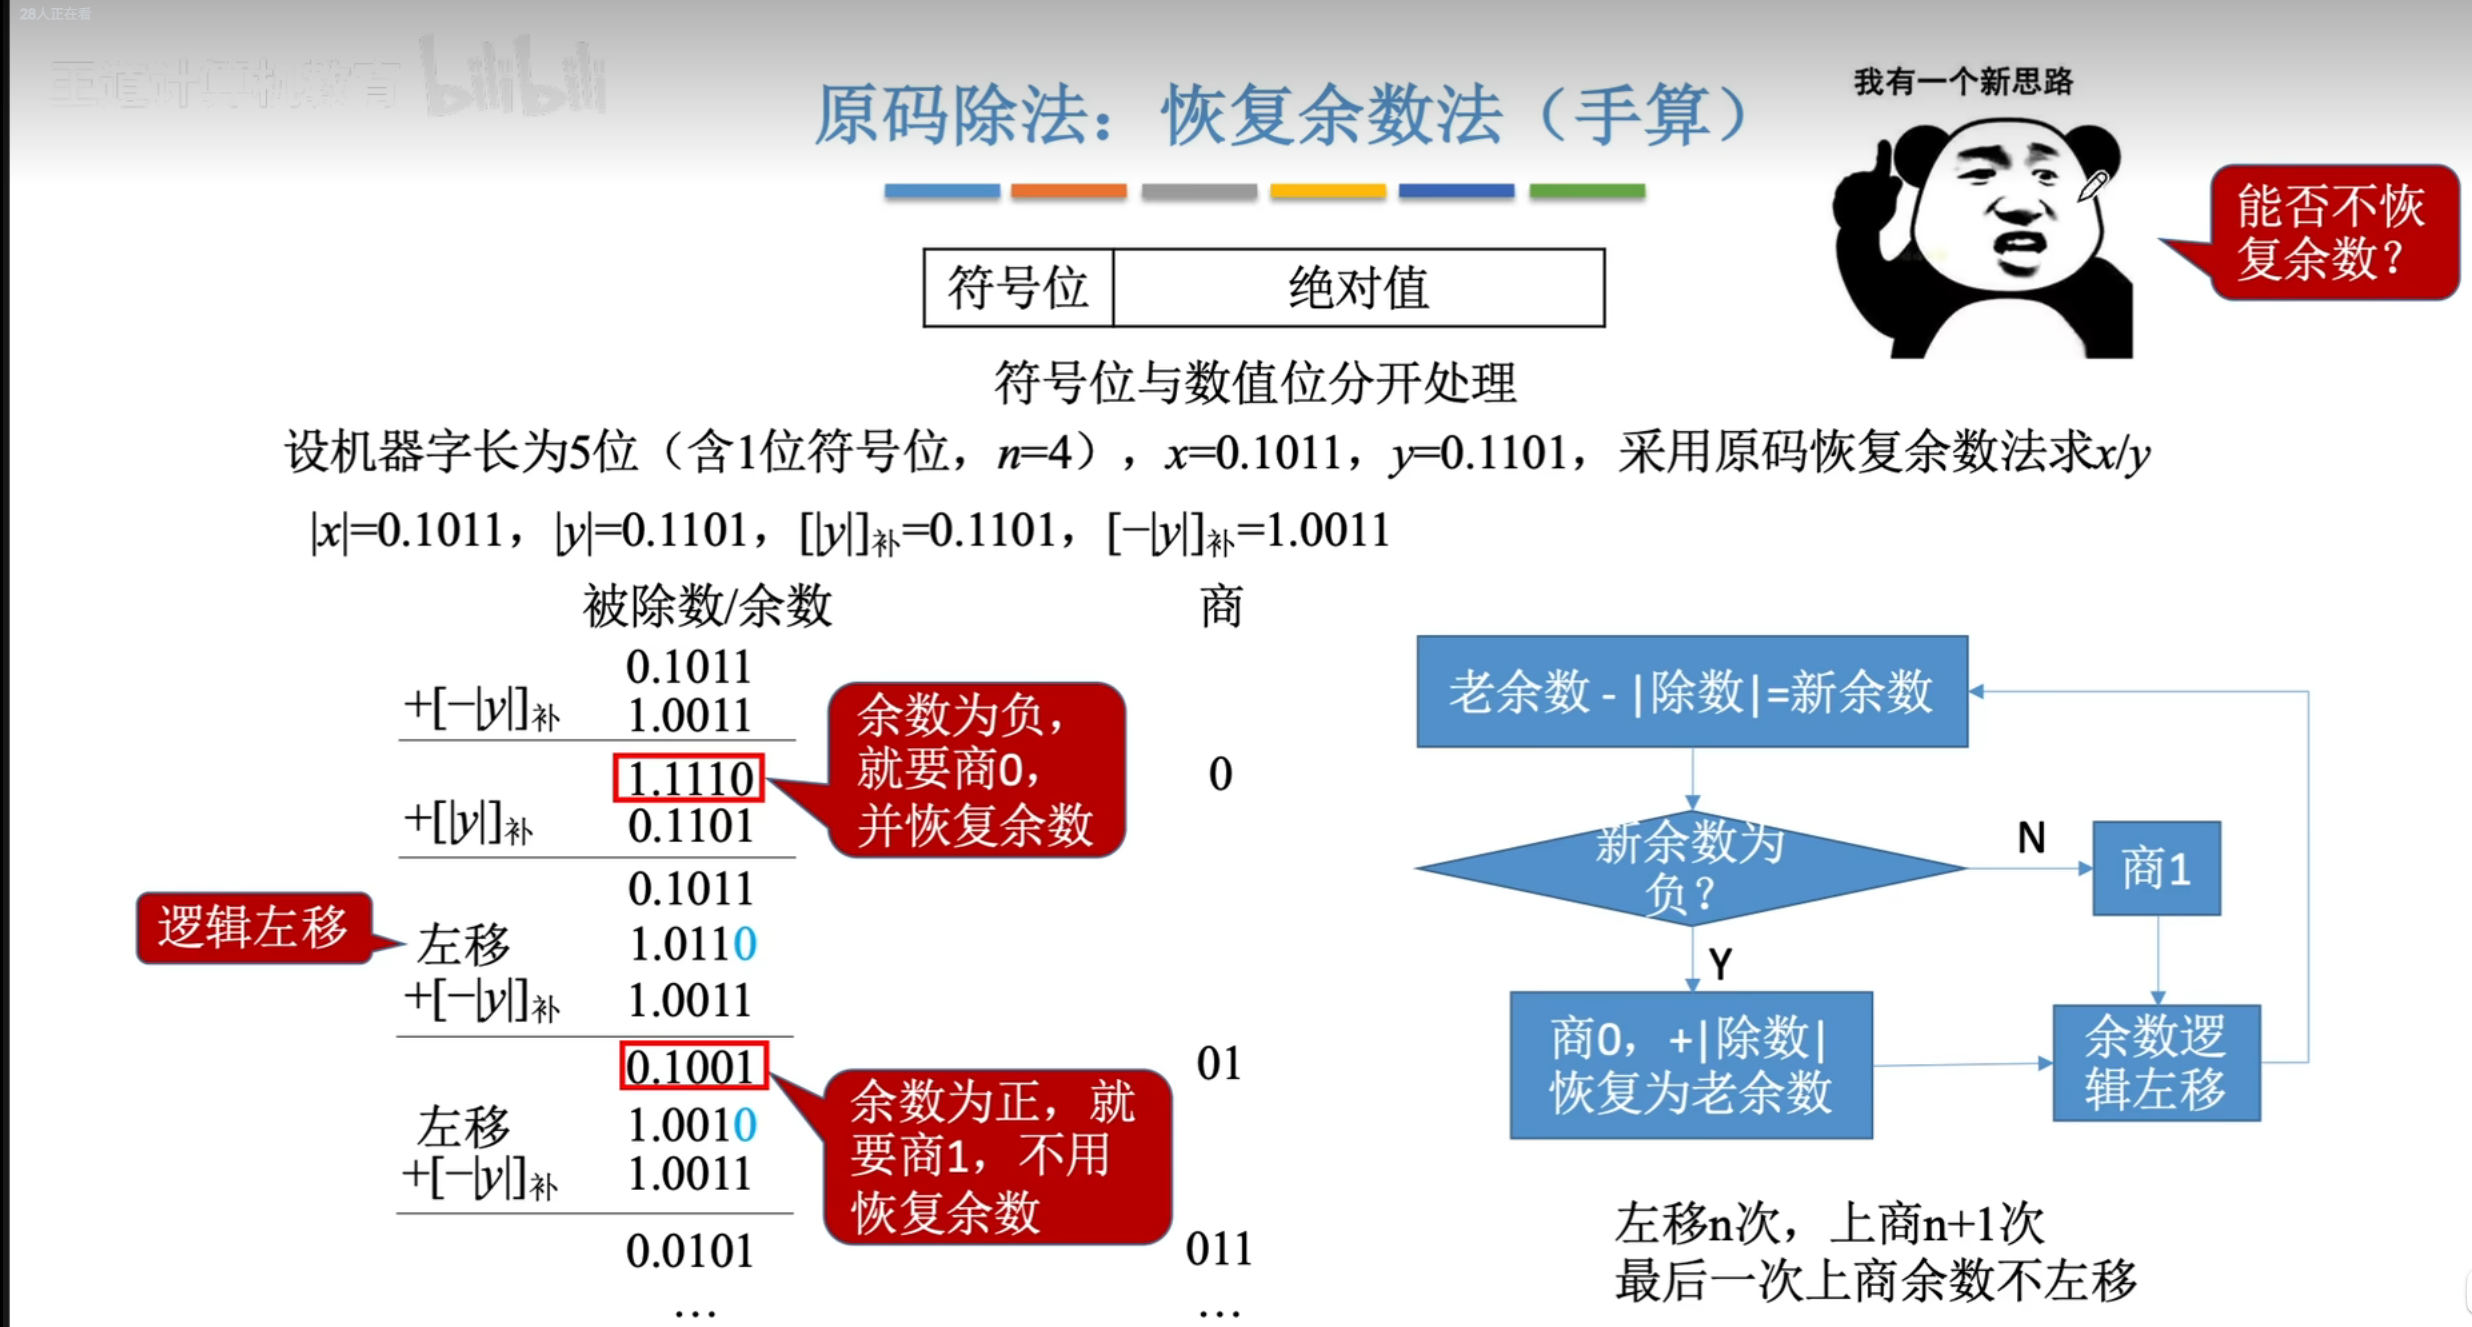 28人正在看
王道计算机教育 bilibili
原码除法：恢复余数法（手算）
我有一个新思路
能否不恢
复余数？
符号位 绝对值
符号位与数值位分开处理
设机器字长为5位（含1位符号位，n=4），x=0.1011，y=0.1101，采用原码恢复余数法求x/y
|x|=0.1011，|y|=0.1101，[|y|]补=0.1101，[−|y|]补=1.0011
被除数/余数 商
0.1011
+[−|y|]补 1.0011
1.1110 0
+[|y|]补 0.1101
0.1011
左移 1.0110
+[−|y|]补 1.0011
0.1001 01
左移 1.0010
+[−|y|]补 1.0011
0.0101 011
… …
余数为负，
就要商0，
并恢复余数
逻辑左移
余数为正，就
要商1，不用
恢复余数
老余数 - |除数|=新余数
新余数为
负？
N
商1
Y
商0，+|除数|
恢复为老余数
余数逻
辑左移
左移n次，上商n+1次
最后一次上商余数不左移